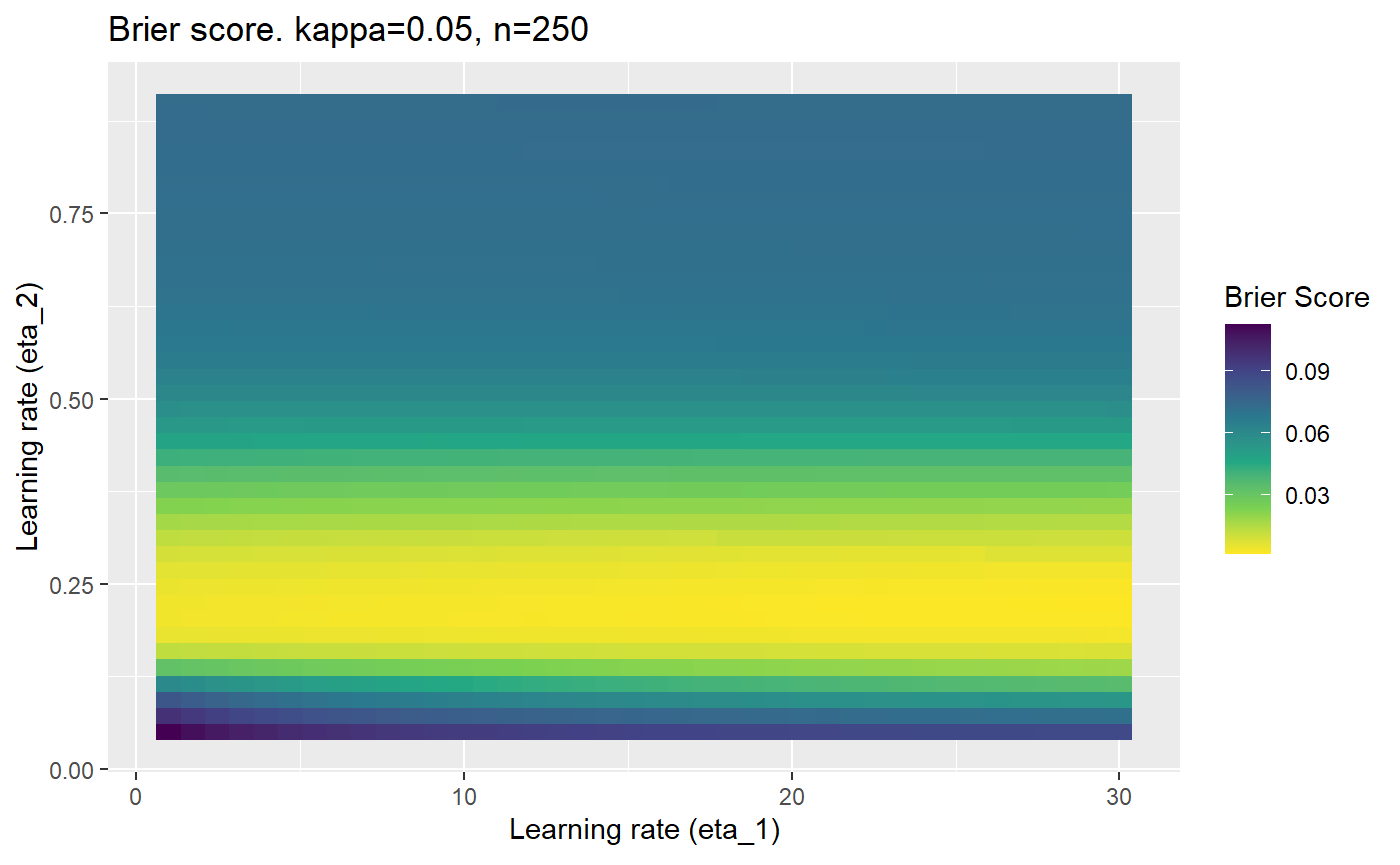 Brier score. kappa=0.05, n=250
Learning rate (eta_2)
0.75
0.50
0.25
0.00
0
10
20
30
Learning rate (eta_1)
Brier Score
0.09
0.06
0.03